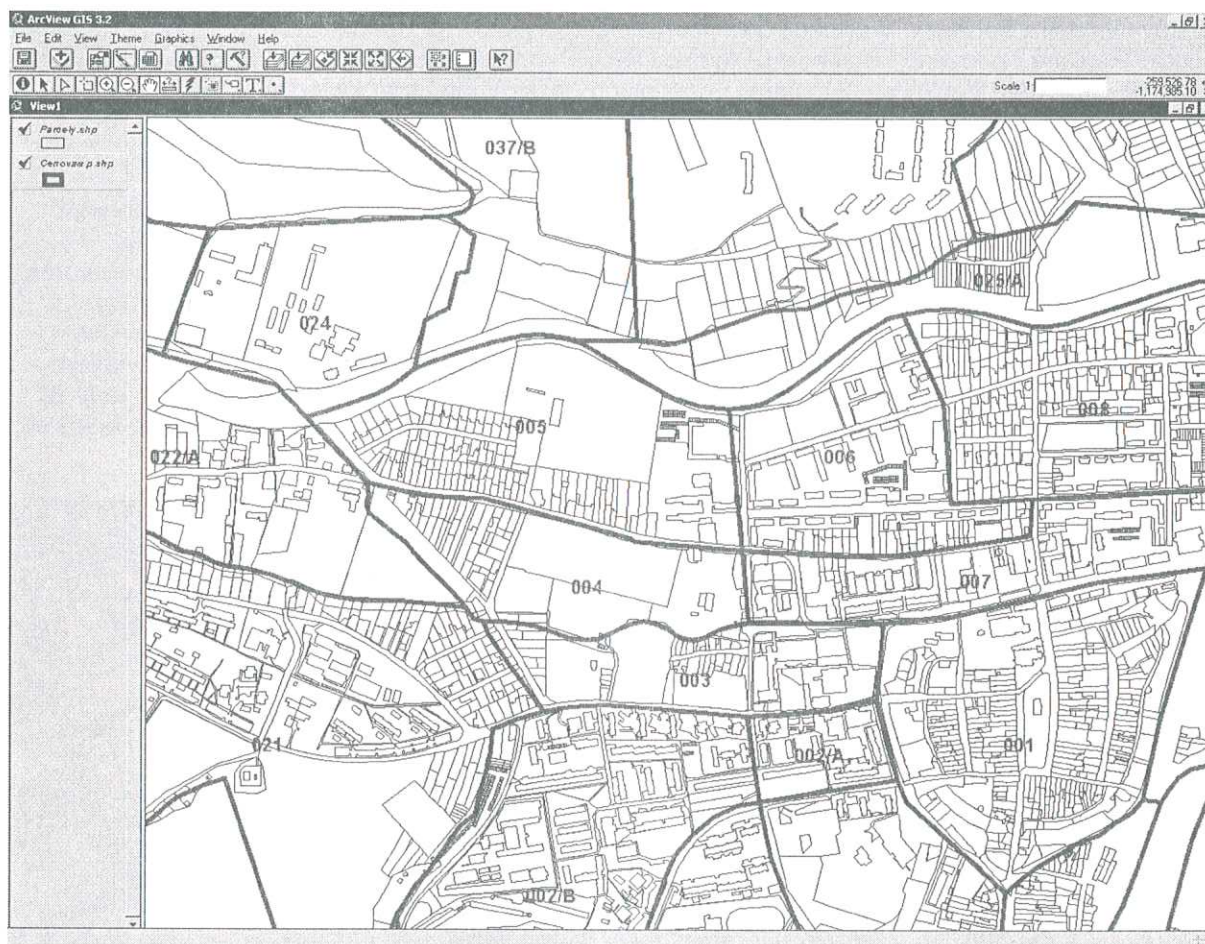 ArcView GIS 3.2
File Edit View Theme Graphics Window Help
Scale 1:
-259,526.78
-1,174,385.10
View1
Parcely.shp
037/B
025/A
024
008
005
022/A
006
004
007
003
021
002/A
001
002/B